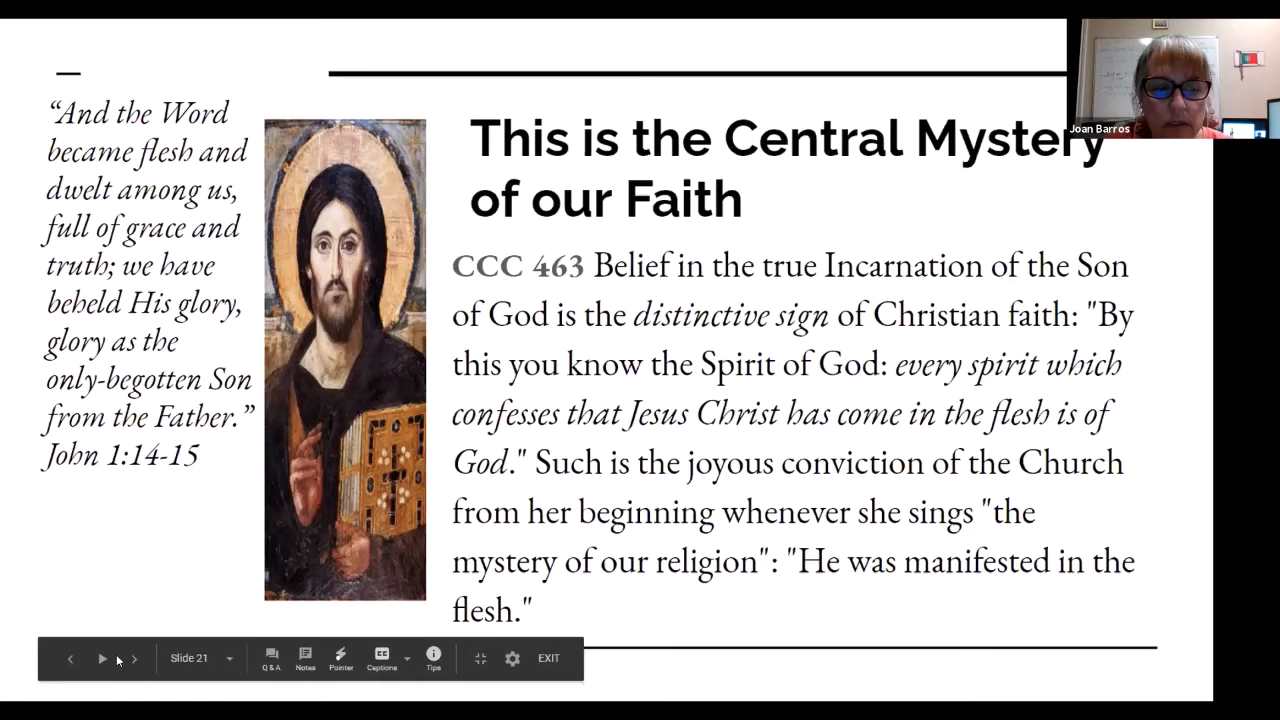 “And the Word
became flesh and
dwelt among us,
full of grace and
truth; we have
beheld His glory,
glory as the
only-begotten Son
from the Father.”
John 1:14-15
This is the Central Mystery
of our Faith
CCC 463 Belief in the true Incarnation of the Son
of God is the distinctive sign of Christian faith: "By
this you know the Spirit of God: every spirit which
confesses that Jesus Christ has come in the flesh is of
God." Such is the joyous conviction of the Church
from her beginning whenever she sings "the
mystery of our religion": "He was manifested in the
flesh."
Joan Barros
Slide 21
Q & A
Notes
Pointer
Captions
Tips
EXIT